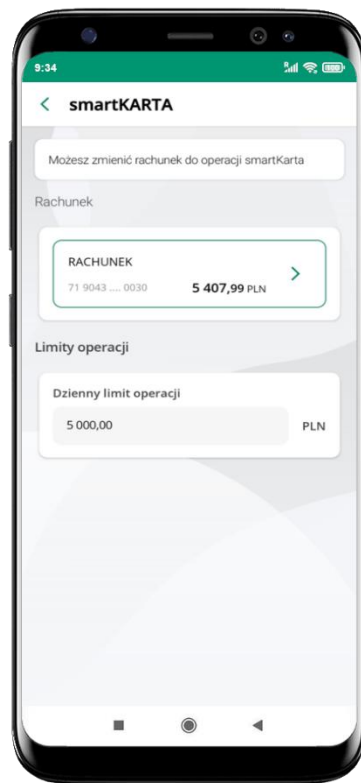 9:34
smartKARTA
Możesz zmienić rachunek do operacji smartKarta
Rachunek
RACHUNEK
71 9043 .... 0030 5 407,99 PLN
Limity operacji
Dzienny limit operacji
5 000,00 PLN